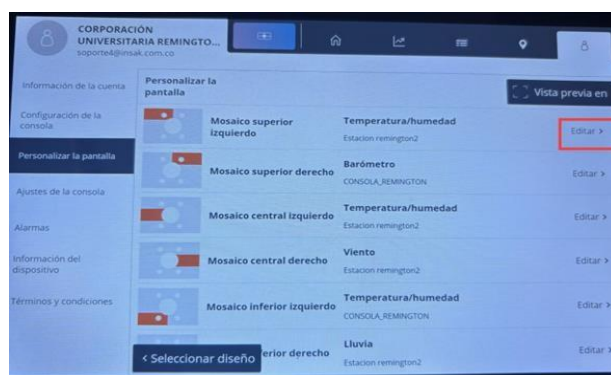 CORPORACIÓN
UNIVERSITARIA REMINGTO...
soporte4@insak.com.co
Información de la cuenta
Configuración de la
consola
Personalizar la pantalla
Ajustes de la consola
Alarmas
Información del
dispositivo
Términos y condiciones
Personalizar la
pantalla
Vista previa en
Mosaico superior
izquierdo
Temperatura/humedad
Estacion remington2
Editar >
Mosaico superior derecho
Barómetro
CONSOLA_REMINGTON
Editar >
Mosaico central izquierdo
Temperatura/humedad
Estacion remington2
Editar >
Mosaico central derecho
Viento
Estacion remington2
Editar >
Mosaico inferior izquierdo
Temperatura/humedad
CONSOLA_REMINGTON
Editar >
< Seleccionar diseño
erior derecho
Lluvia
Estacion remington2
Editar >